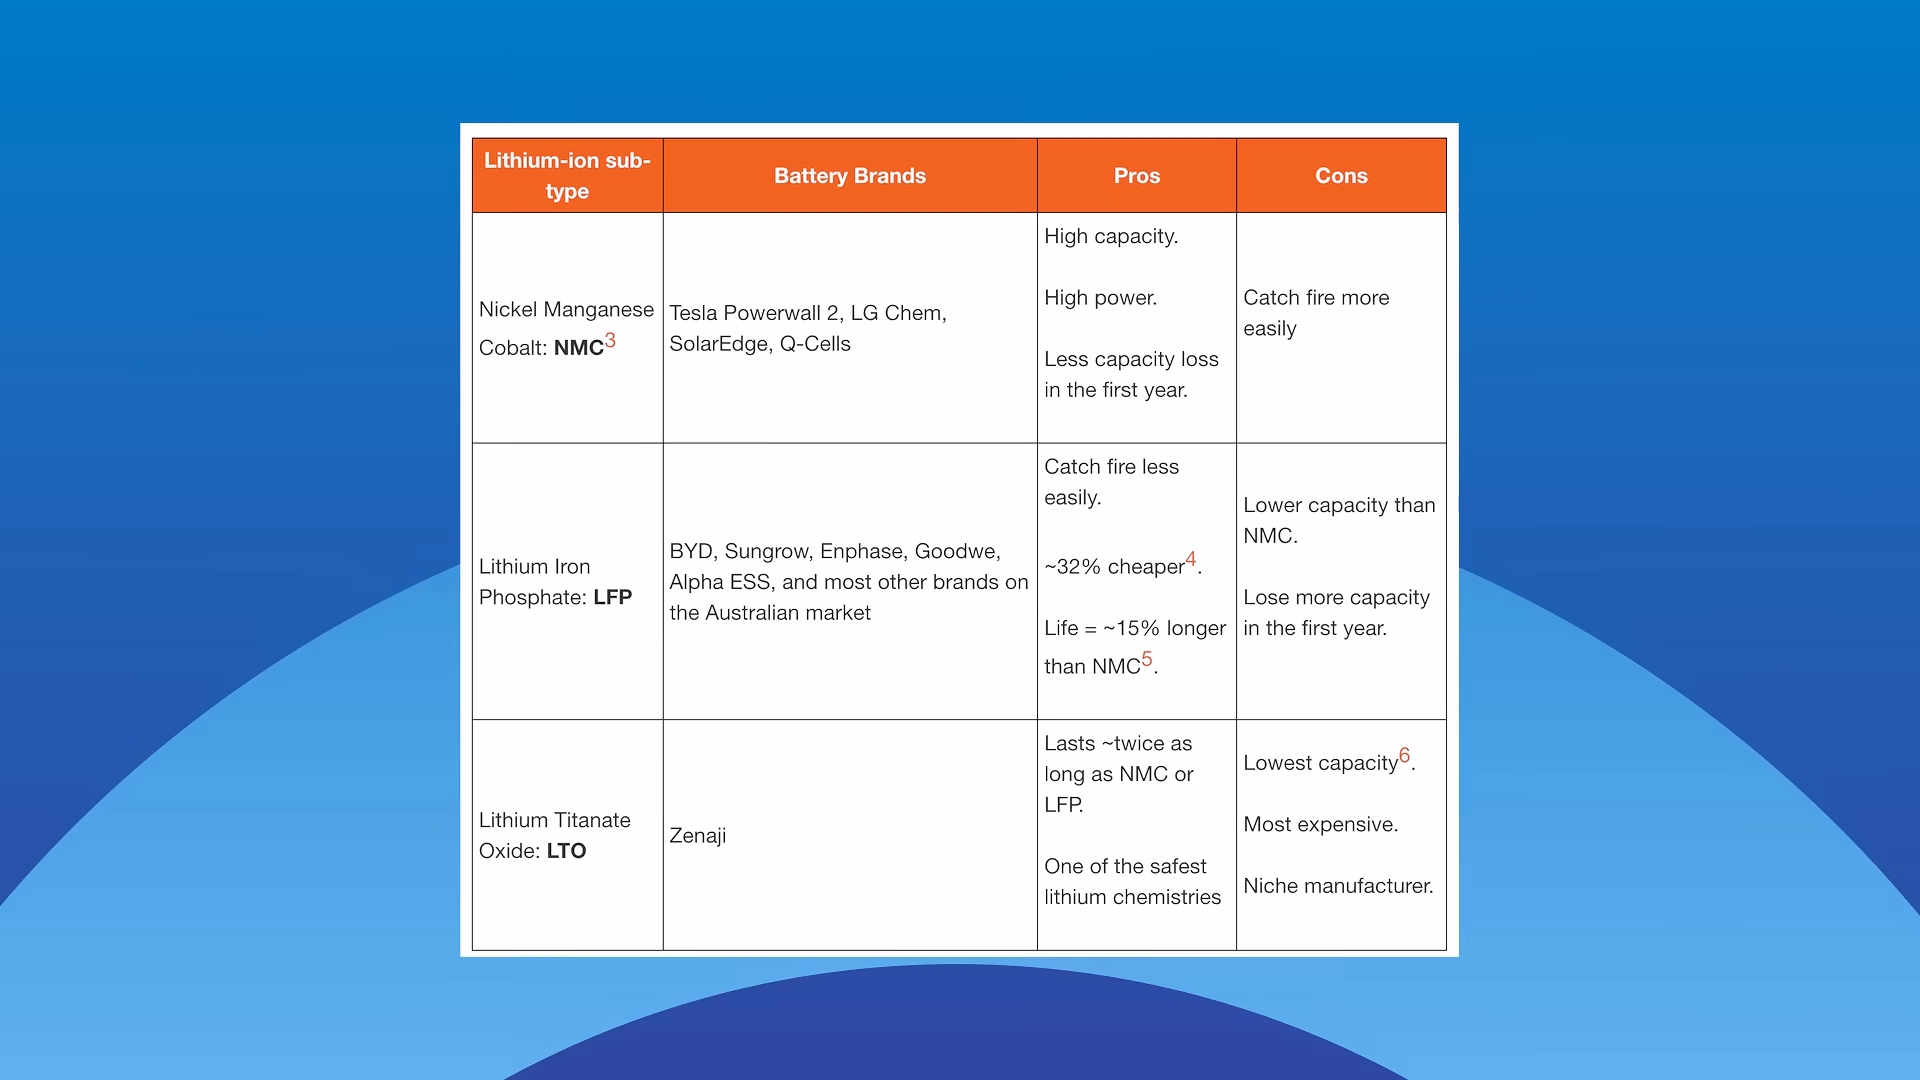 Lithium-ion sub-
type
Battery Brands
Pros
Cons
Nickel Manganese
Cobalt: NMC3
Tesla Powerwall 2, LG Chem,
SolarEdge, Q-Cells
High capacity.
High power.
Less capacity loss
in the first year.
Catch fire more
easily
Lithium Iron
Phosphate: LFP
BYD, Sungrow, Enphase, Goodwe,
Alpha ESS, and most other brands on
the Australian market
Catch fire less
easily.
~32% cheaper4.
Life = ~15% longer
than NMC5.
Lower capacity than
NMC.
Lose more capacity
in the first year.
Lithium Titanate
Oxide: LTO
Zenaji
Lasts ~twice as
long as NMC or
LFP.
One of the safest
lithium chemistries
Lowest capacity6.
Most expensive.
Niche manufacturer.